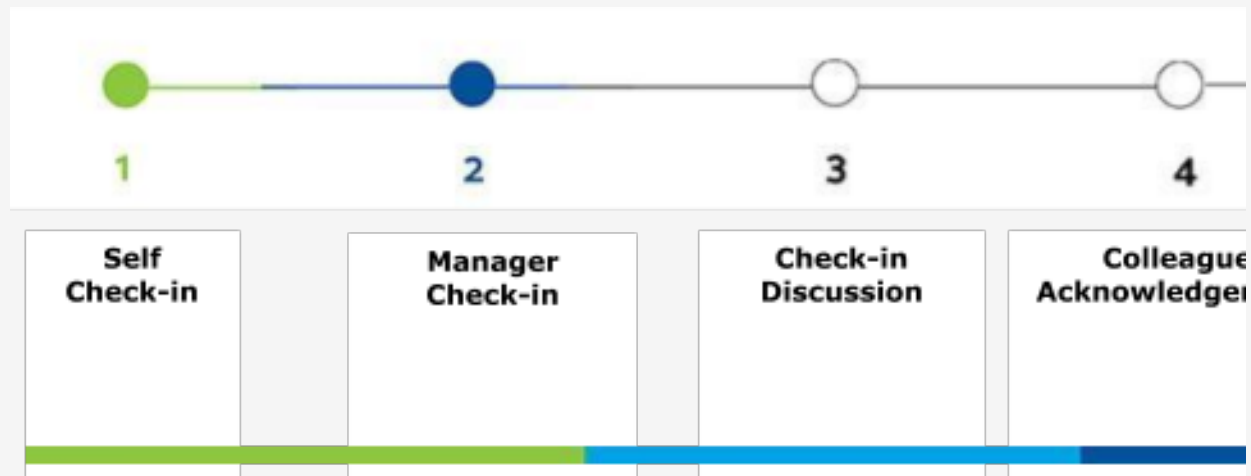 1
2
3
4
Self
Check-in
Manager
Check-in
Check-in
Discussion
Colleague